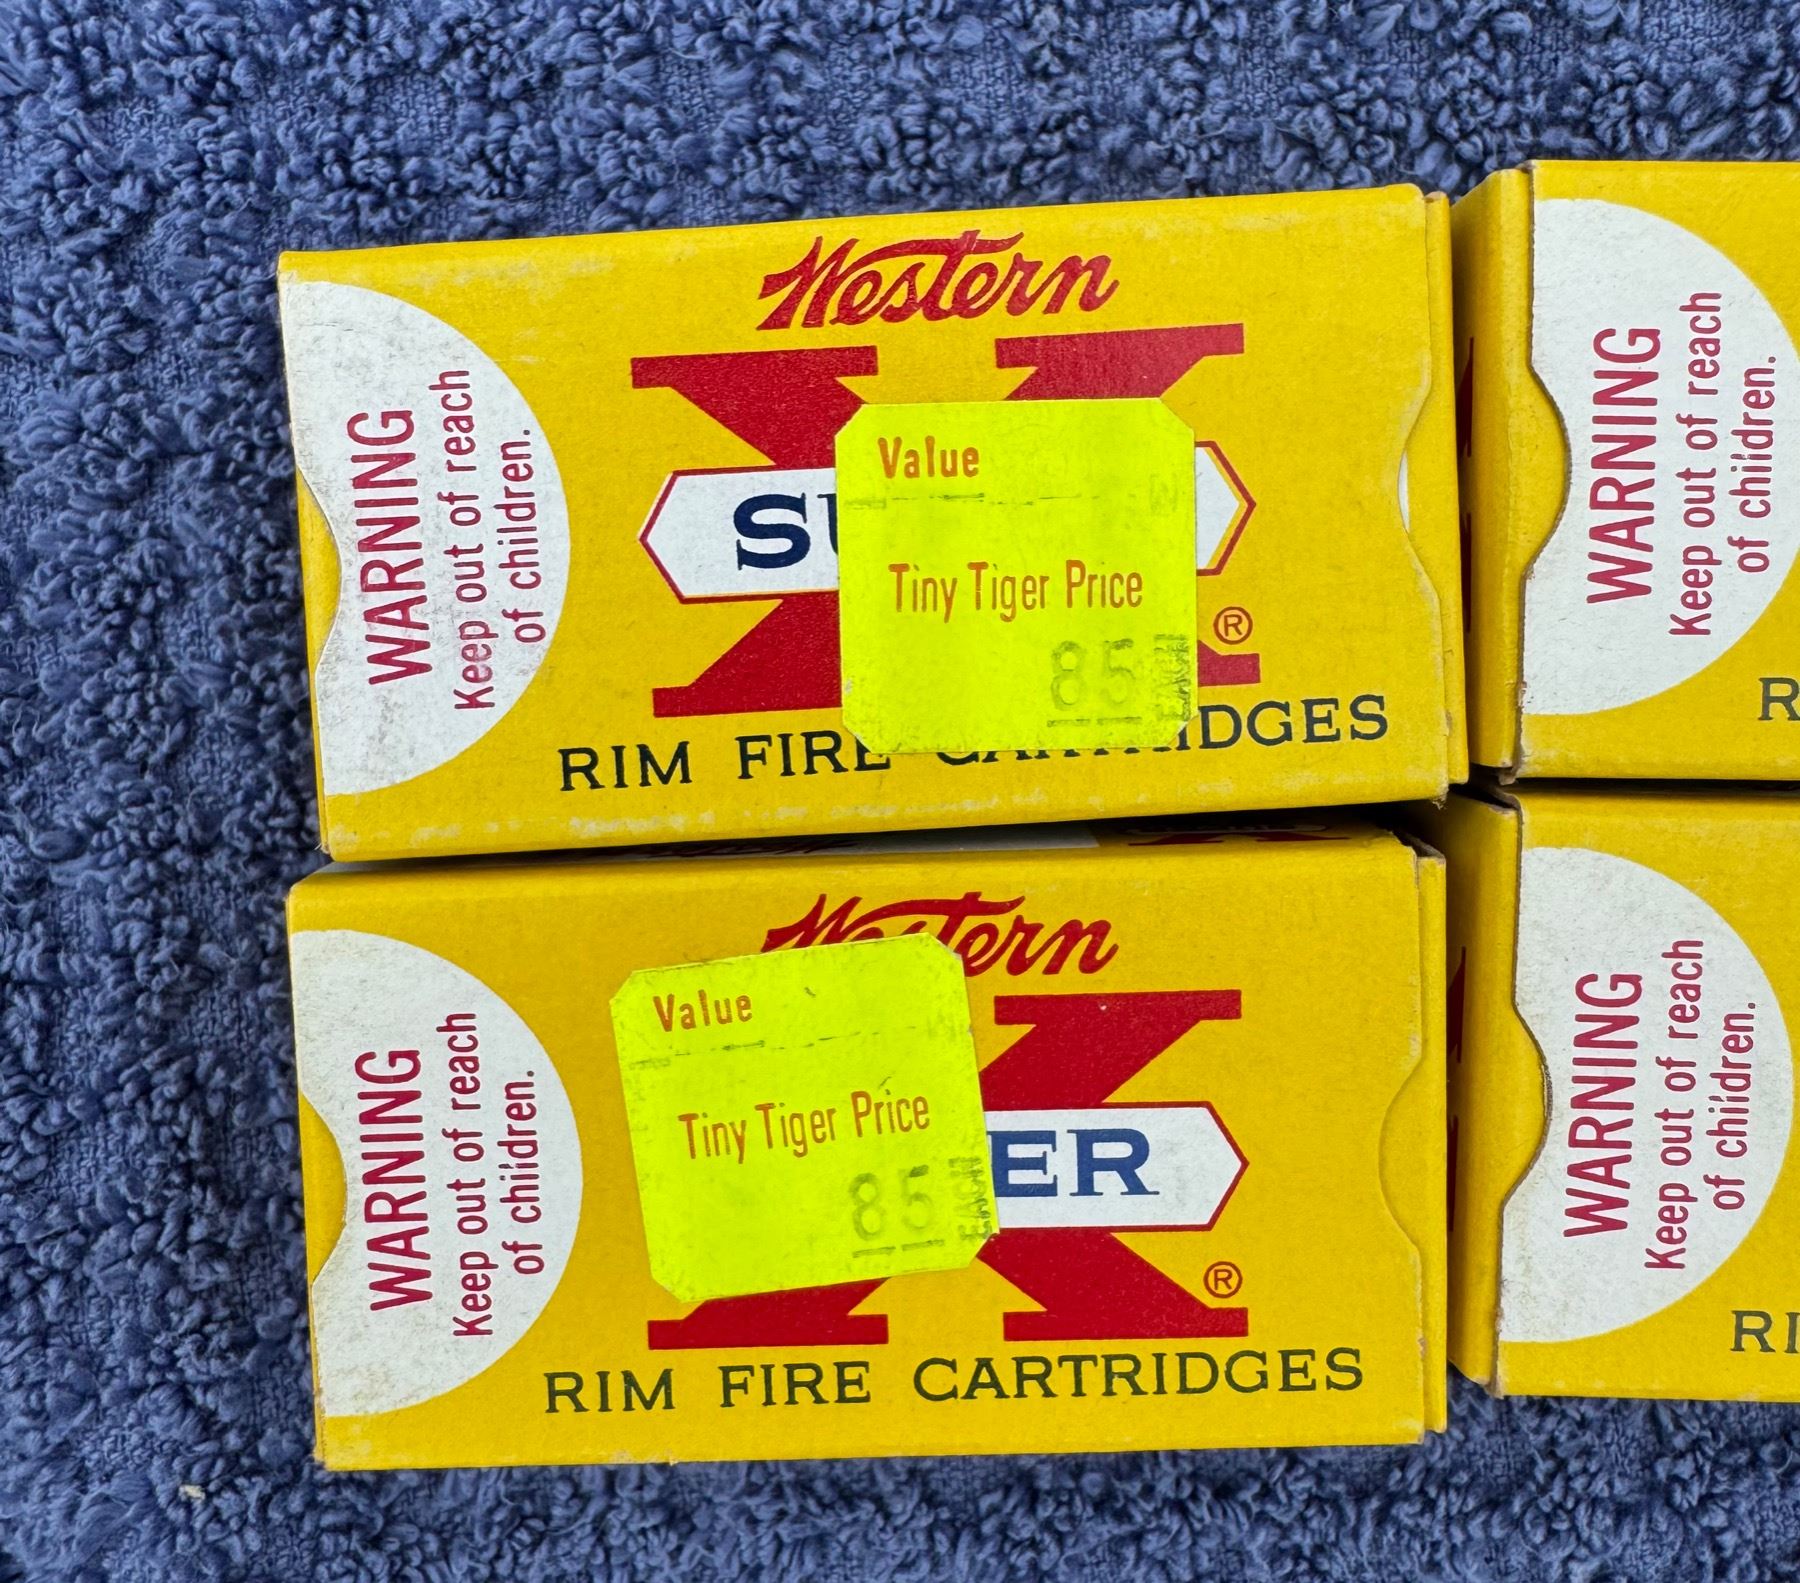 Western
SU
Value
Tiny Tiger Price
85 EACH
®
RIM FIRE CARTRIDGES
WARNING
Keep out of reach
of children.
WARNING
Keep out of reach
of children.
R
Western
Value
Tiny Tiger Price
85 EACH
ER
®
RIM FIRE CARTRIDGES
WARNING
Keep out of reach
of children.
WARNING
Keep out of reach
of children.
RI